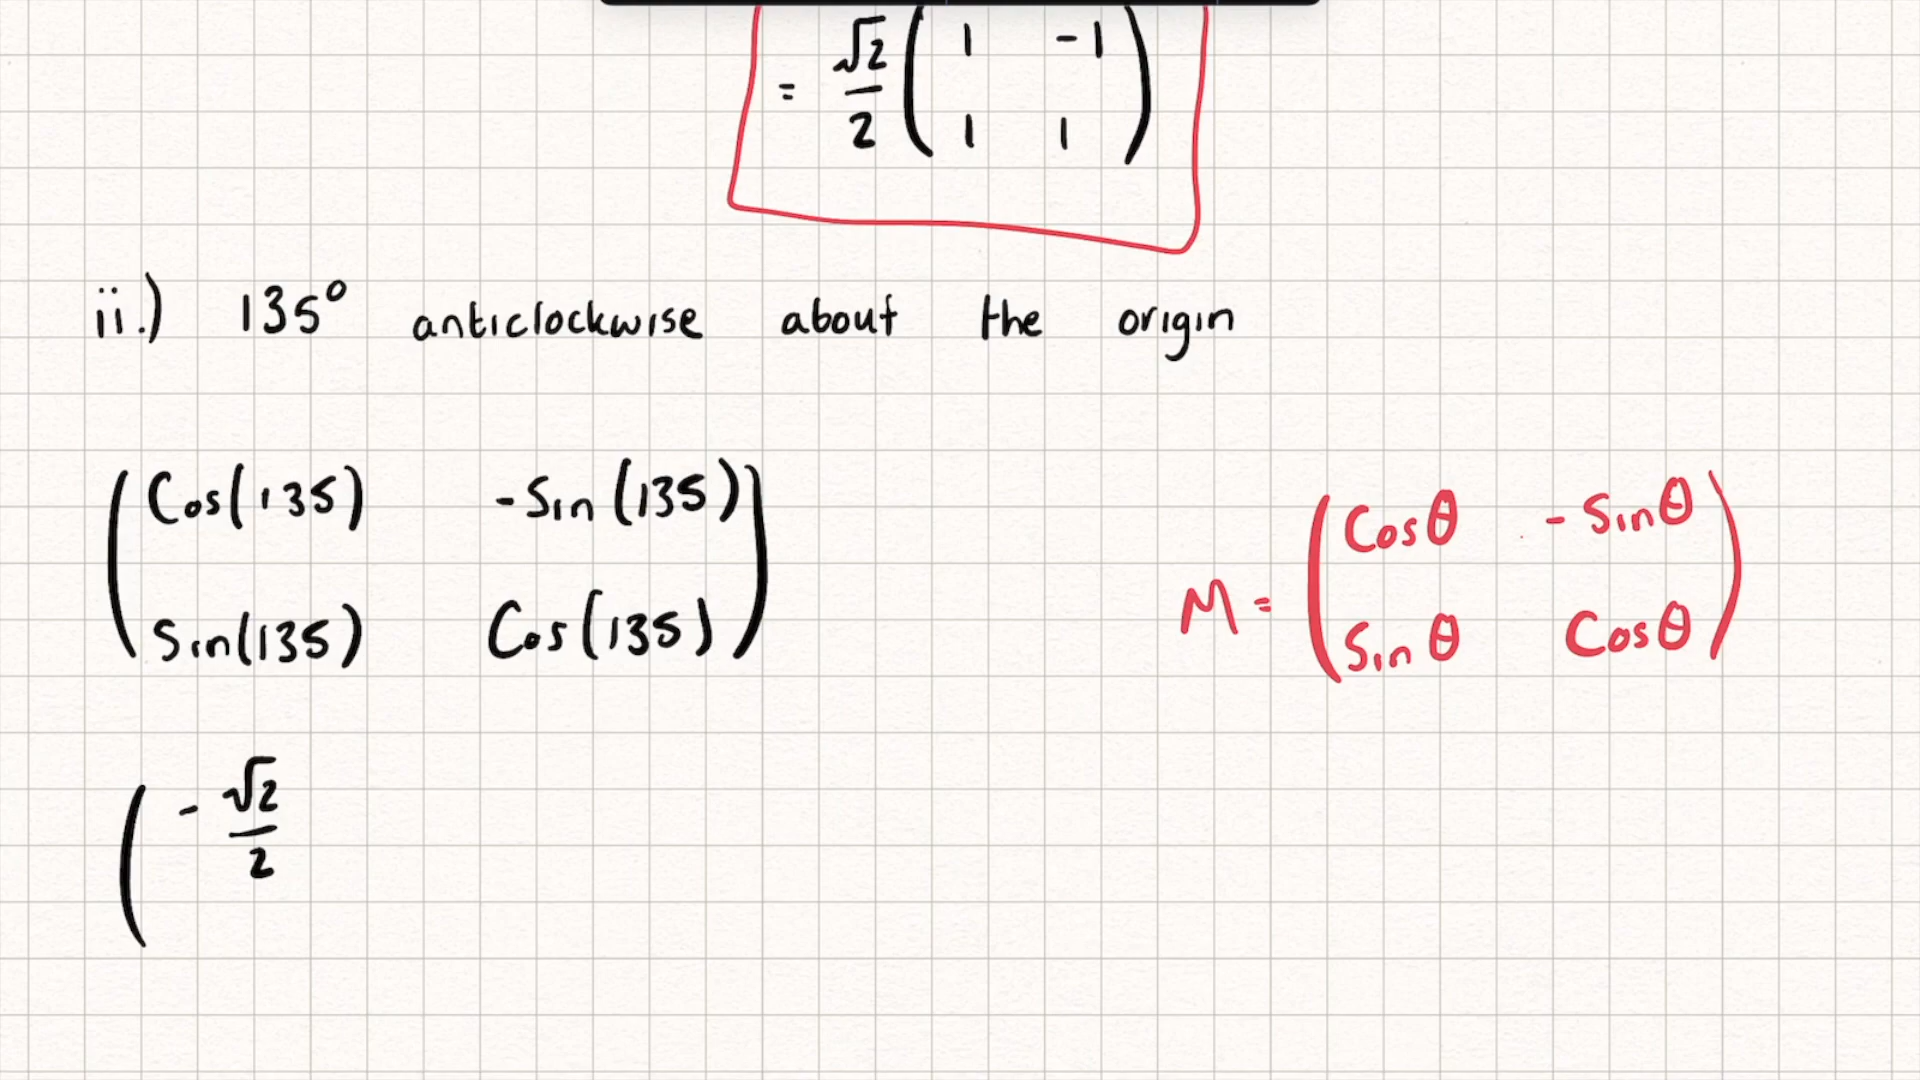 = √2/2 ( 1 -1
1 1 )
ii.) 135° anticlockwise about the origin
( Cos(135) -Sin(135)
Sin(135) Cos(135) )
M = ( Cosθ - Sinθ
Sinθ Cosθ )
( - √2/2